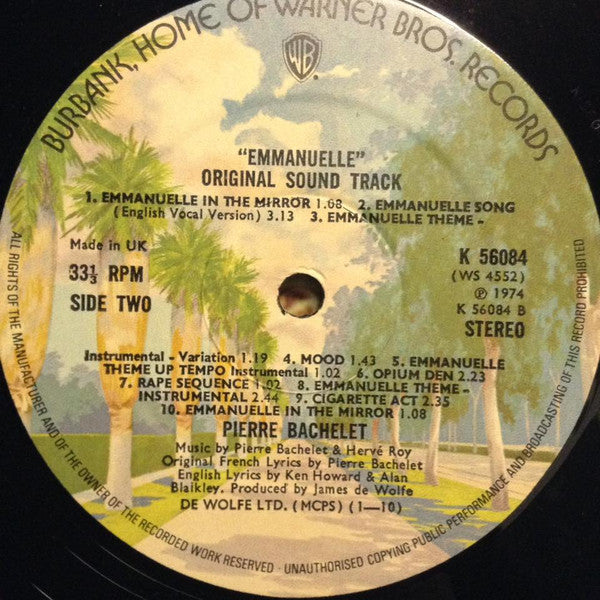 BURBANK, HOME OF WARNER BROS. RECORDS
WB
"EMMANUELLE"
ORIGINAL SOUND TRACK
1. EMMANUELLE IN THE MIRROR 1.08 2. EMMANUELLE SONG
(English Vocal Version) 3.13 3. EMMANUELLE THEME -
Made in UK
33⅓ RPM
SIDE TWO
K 56084
(WS 4552)
℗ 1974
K 56084 B
STEREO
Instrumental - Variation 1.19 4. MOOD 1.43 5. EMMANUELLE
THEME UP TEMPO Instrumental 1.02 6. OPIUM DEN 2.23
7. RAPE SEQUENCE 1.02 8. EMMANUELLE THEME -
INSTRUMENTAL 2.44 9. CIGARETTE ACT 2.35
10. EMMANUELLE IN THE MIRROR 1.08
PIERRE BACHELET
Music by Pierre Bachelet & Hervé Roy
Original French Lyrics by Pierre Bachelet
English Lyrics by Ken Howard & Alan
Blaikley. Produced by James de Wolfe
DE WOLFE LTD. (MCPS) (1—10)
ALL RIGHTS OF THE MANUFACTURER AND OF THE OWNER OF THE RECORDED WORK RESERVED · UNAUTHORISED COPYING PUBLIC PERFORMANCE AND BROADCASTING OF THIS RECORD PROHIBITED